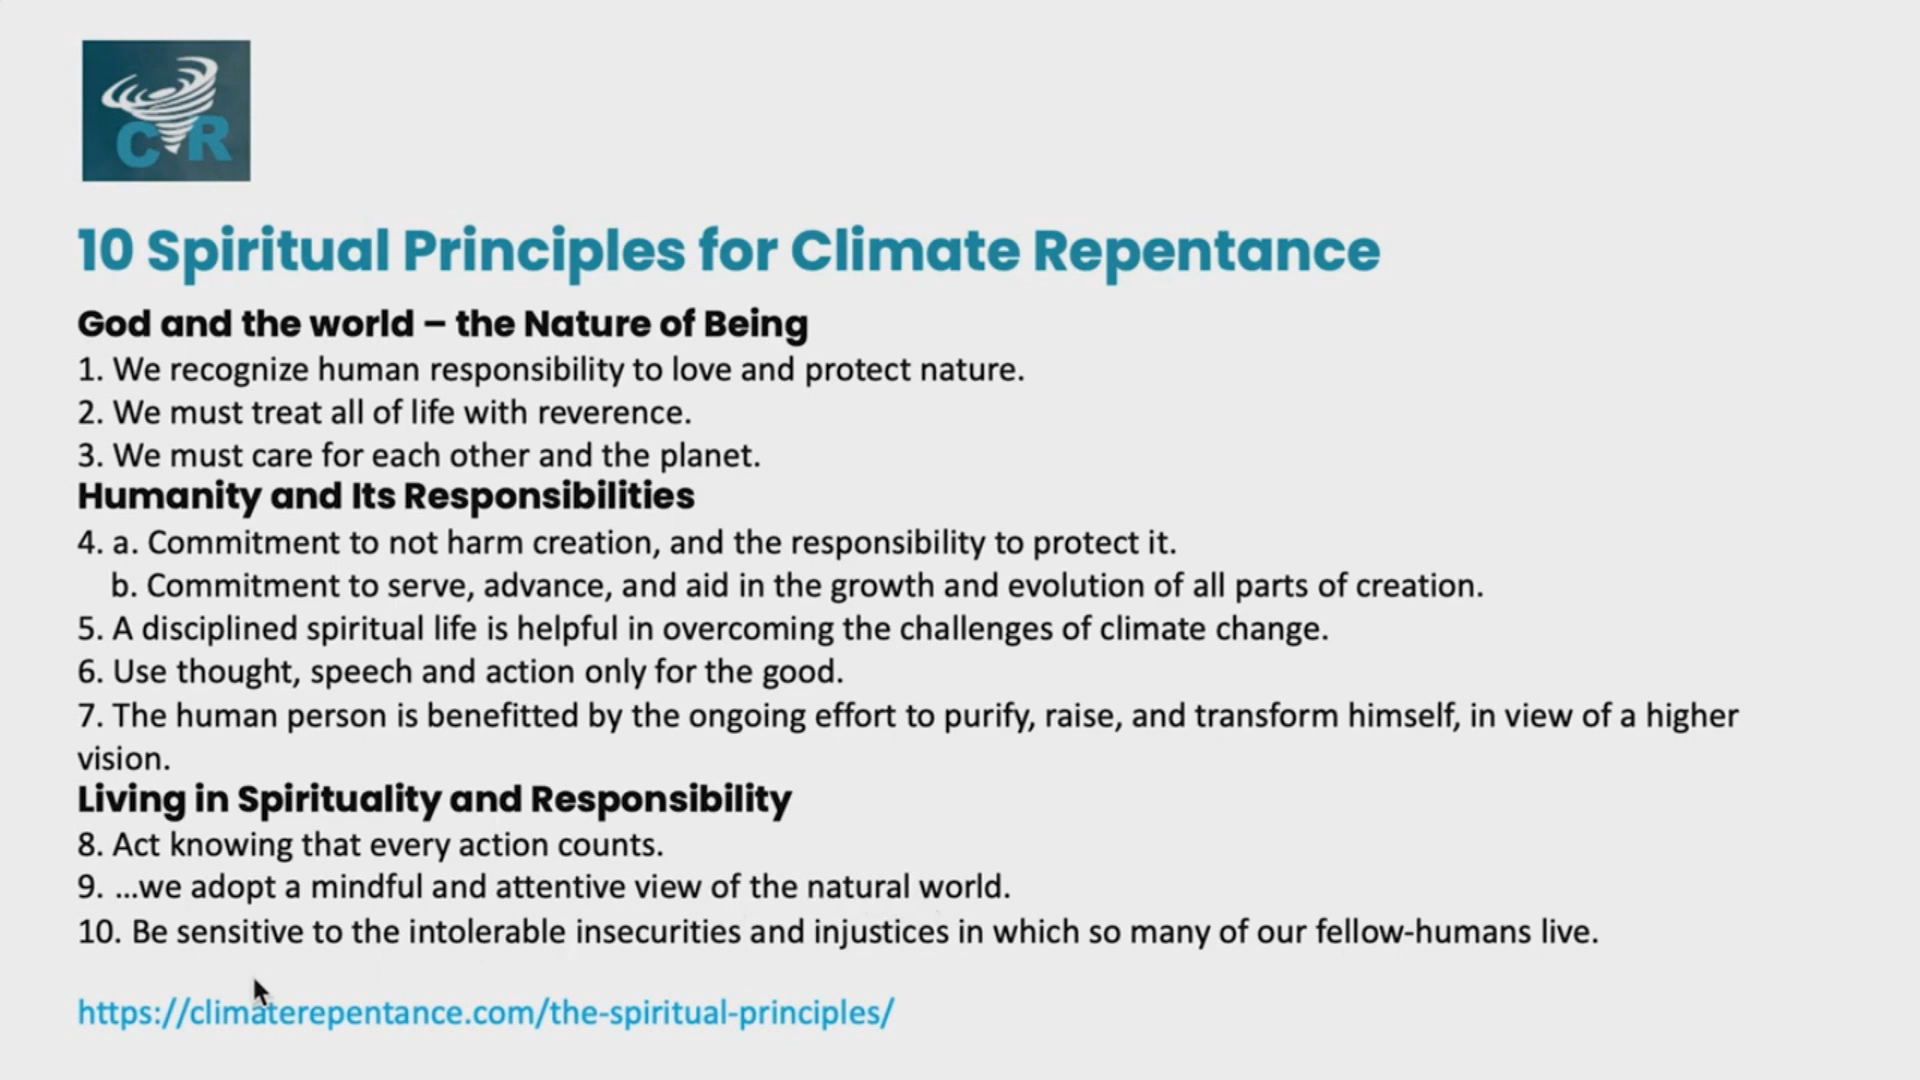 C R
10 Spiritual Principles for Climate Repentance
God and the world – the Nature of Being
1. We recognize human responsibility to love and protect nature.
2. We must treat all of life with reverence.
3. We must care for each other and the planet.
Humanity and Its Responsibilities
4. a. Commitment to not harm creation, and the responsibility to protect it.
b. Commitment to serve, advance, and aid in the growth and evolution of all parts of creation.
5. A disciplined spiritual life is helpful in overcoming the challenges of climate change.
6. Use thought, speech and action only for the good.
7. The human person is benefitted by the ongoing effort to purify, raise, and transform himself, in view of a higher
vision.
Living in Spirituality and Responsibility
8. Act knowing that every action counts.
9. ...we adopt a mindful and attentive view of the natural world.
10. Be sensitive to the intolerable insecurities and injustices in which so many of our fellow-humans live.
https://climaterepentance.com/the-spiritual-principles/